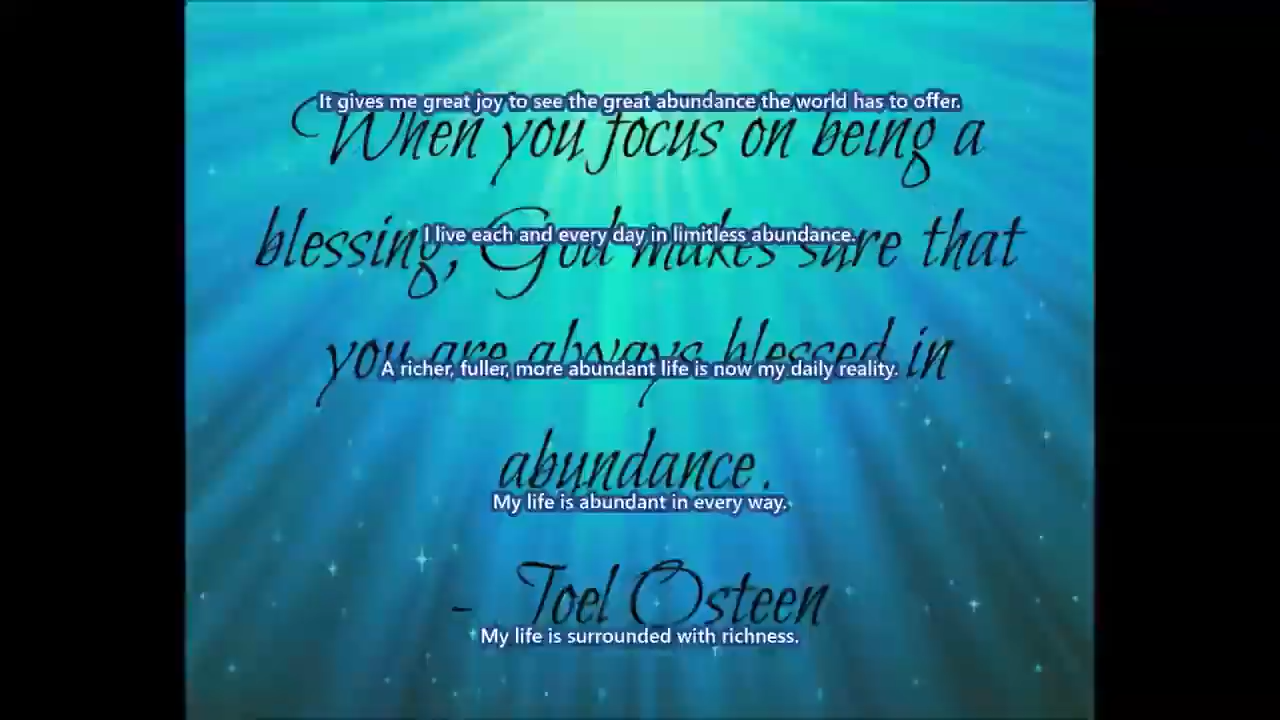 It gives me great joy to see the great abundance the world has to offer.
When you focus on being a
I live each and every day in limitless abundance.
blessing, God makes sure that
you are always blessed in
A richer, fuller, more abundant life is now my daily reality.
abundance.
My life is abundant in every way.
- Joel Osteen
My life is surrounded with richness.